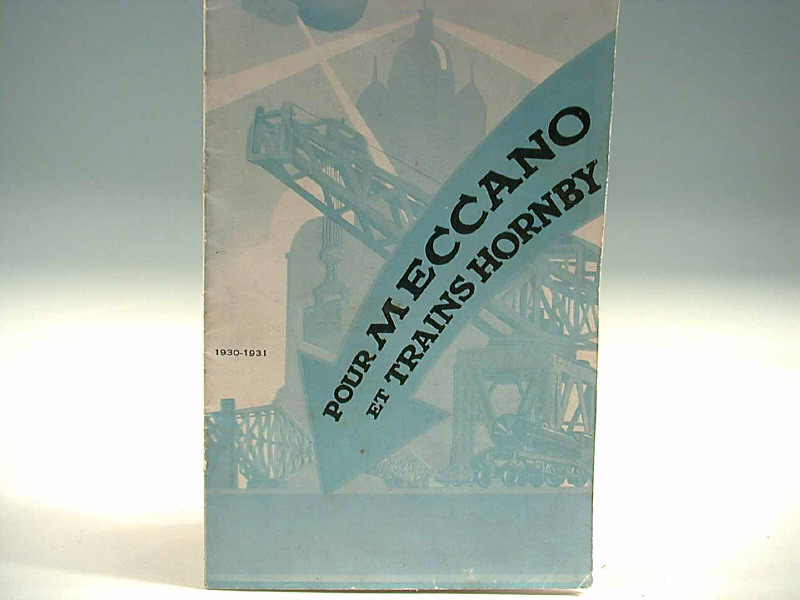 POUR MECCANO
ET TRAINS HORNBY
1930-1931